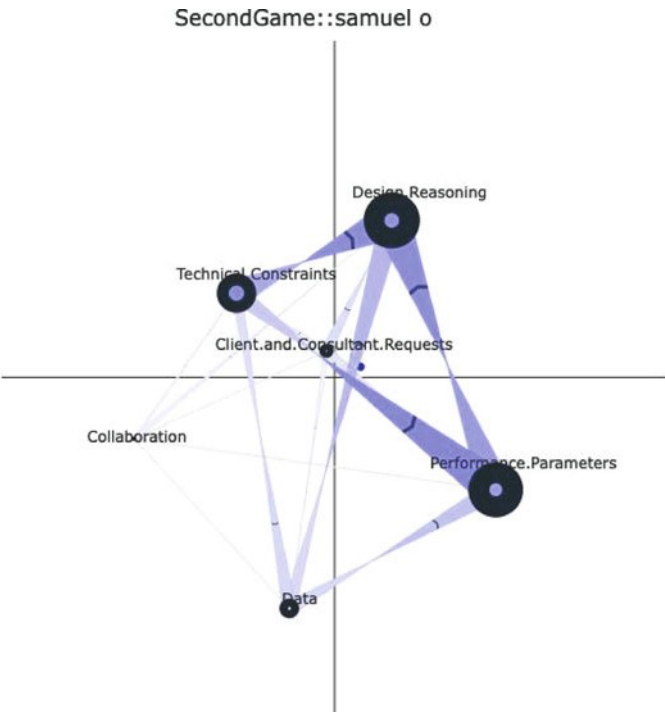 SecondGame::samuel o
Design.Reasoning
Technical.Constraints
Client.and.Consultant.Requests
Collaboration
Performance.Parameters
Data